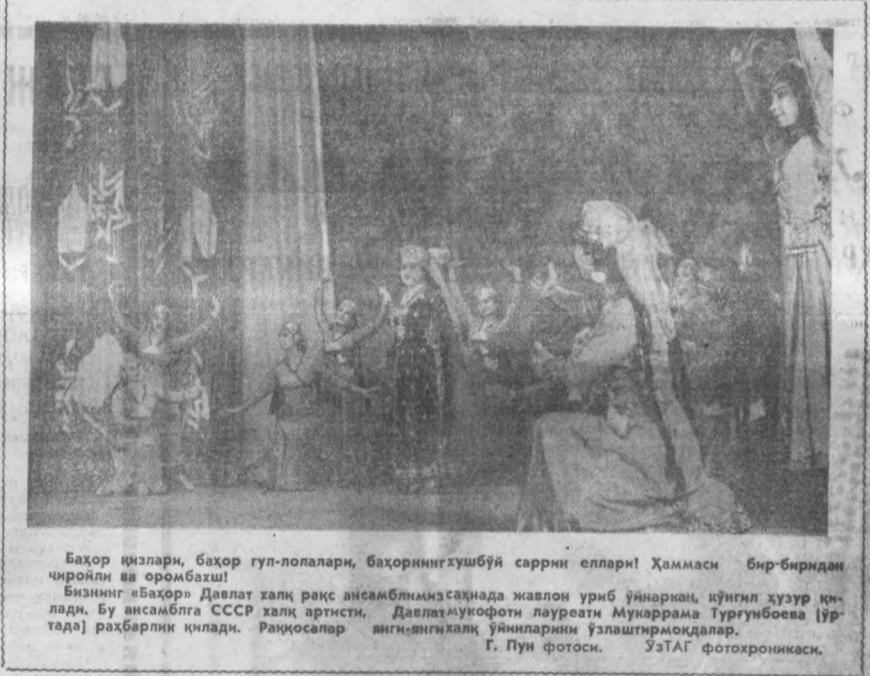 Баҳор қизлари, баҳор гул-лолалари, баҳорнинг хушбўй саррин еллари! Ҳаммаси бир-биридан
чиройли ва оромбахш!
Бизнинг «Баҳор» Давлат халқ рақс ансамблимиз саҳнада жавлон уриб ўйнаркан, кўнгил ҳузур қи-
лади. Бу ансамблга СССР халқ артисти, Давлат мукофоти лауреати Мукаррама Турғунбоева [ўр-
тада] раҳбарлик қилади. Раққосалар янги-янги халқ ўйинларини ўзлаштирмоқдалар.
Г. Пун фотоси. ЎзТАГ фотохроникаси.